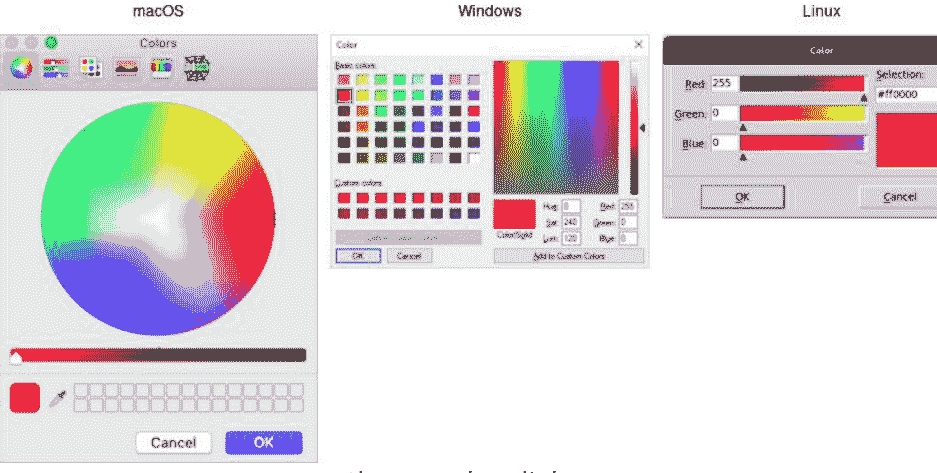 macOS
Windows
Linux
Colors
Color
Basic colors:
Custom colors:
Hue: 0
Red: 255
Sat: 240
Green: 0
Lum: 120
Blue: 0
Color|Solid
OK
Cancel
Add to Custom Colors
Color
Red: 255
Green: 0
Blue: 0
Selection:
#ff0000
OK
Cancel
Cancel
OK